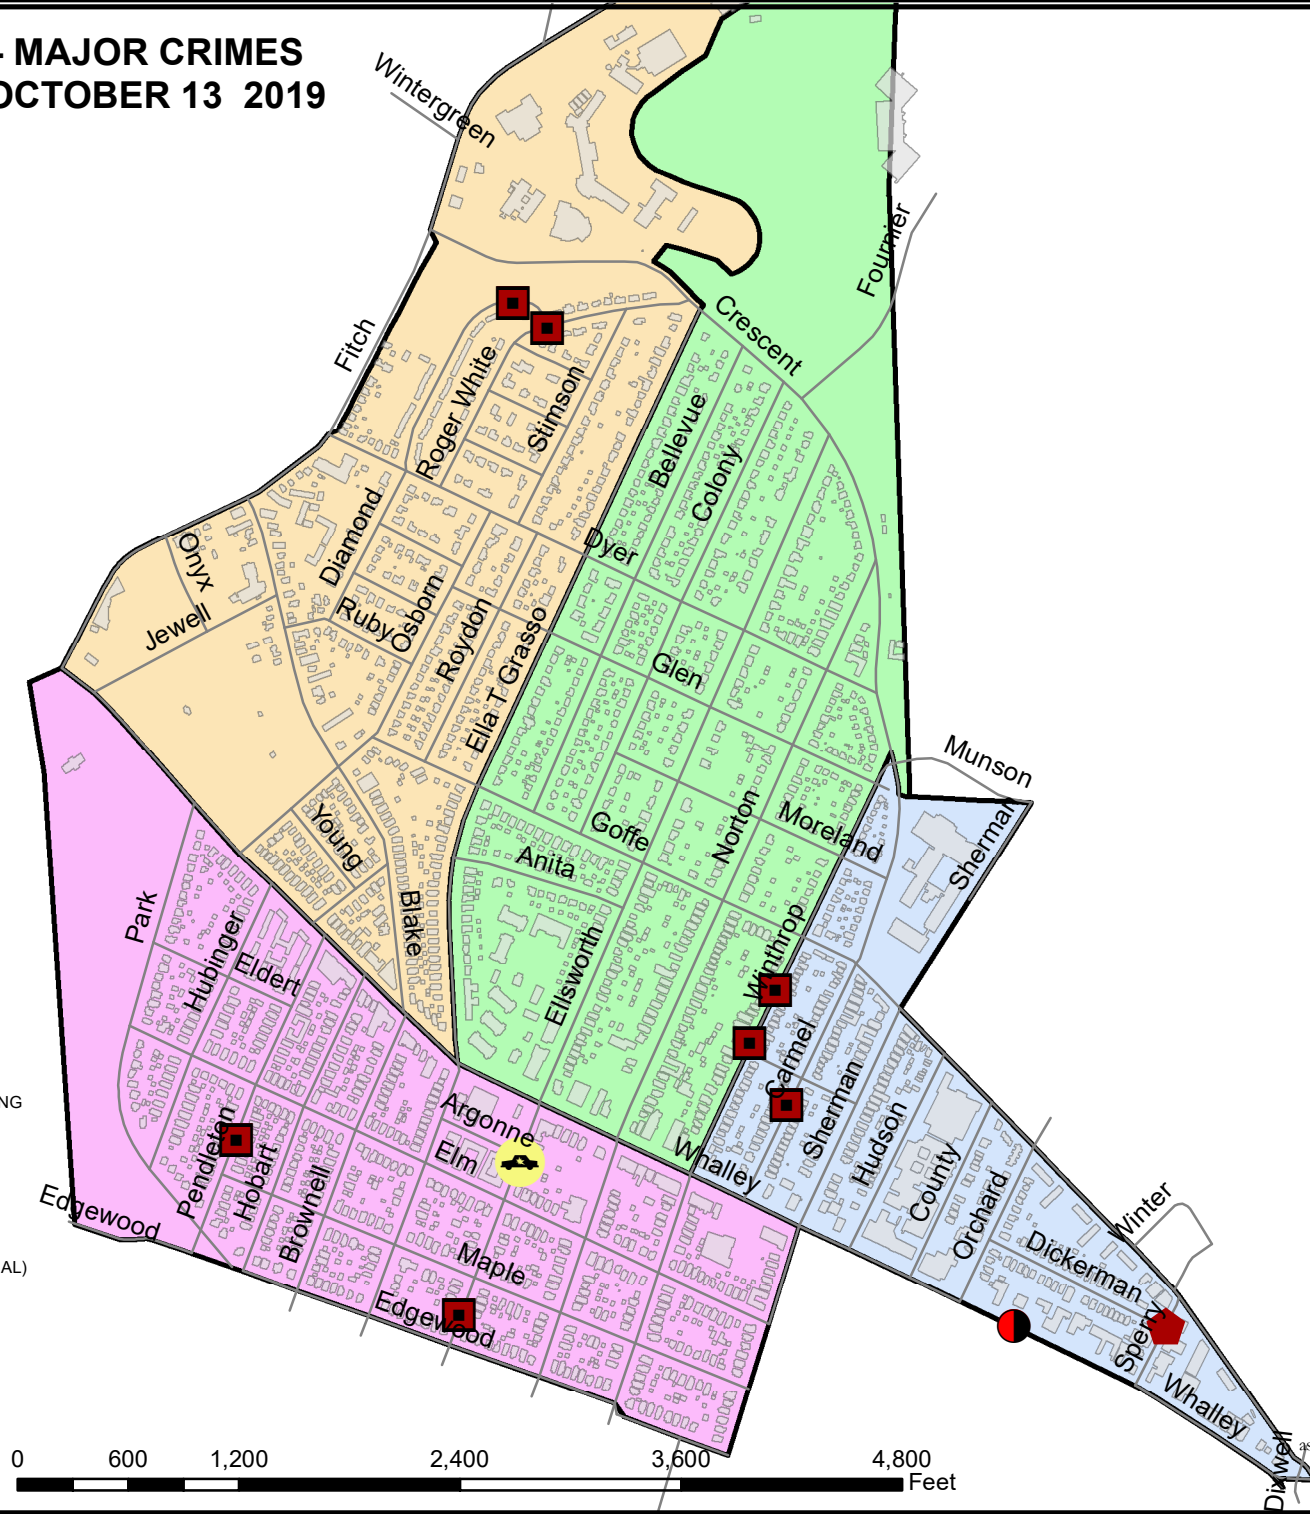 - MAJOR CRIMES
OCTOBER 13 2019
Wintergreen
Fournier
Fitch
Crescent
Roger White
Stimson
Bellevue
Colony
Diamond
Dyer
Onyx
Jewell
Ruby
Osborn
Roydon
Ella T Grasso
Glen
Munson
Young
Goffe
Norton
Moreland
Sherman
Anita
Park
Hubinger
Blake
Eldert
Ellsworth
Winthrop
Carmel
Sherman
NG
Argonne
Elm
Whalley
Hudson
County
Orchard
Pendleton
Hobart
Brownell
Edgewood
Winter
Dickerman
AL)
Maple
Edgewood
Sperry
Whalley
Dixwell
as
0 600 1,200 2,400 3,600 4,800
Feet